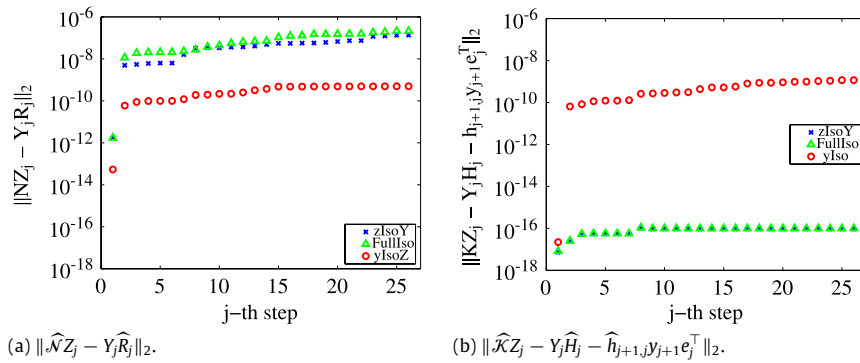 10^-6
10^-8
10^-10
10^-12
10^-14
10^-16
10^-18
||NZ_j − Y_jR_j||_2
zIsoY
FullIso
yIsoZ
0 5 10 15 20 25
j−th step
(a) ‖𝒩̂Z_j − Y_jR̂_j‖_2.
10^-6
10^-8
10^-10
10^-12
10^-14
10^-16
10^-18
||KZ_j − Y_jH_j − h_{j+1,j}y_{j+1}e_j^T||_2
zIsoY
FullIso
yIso
0 5 10 15 20 25
j−th step
(b) ‖𝒦̂Z_j − Y_jĤ_j − ĥ_{j+1,j}y_{j+1}e_j^⊤‖_2.